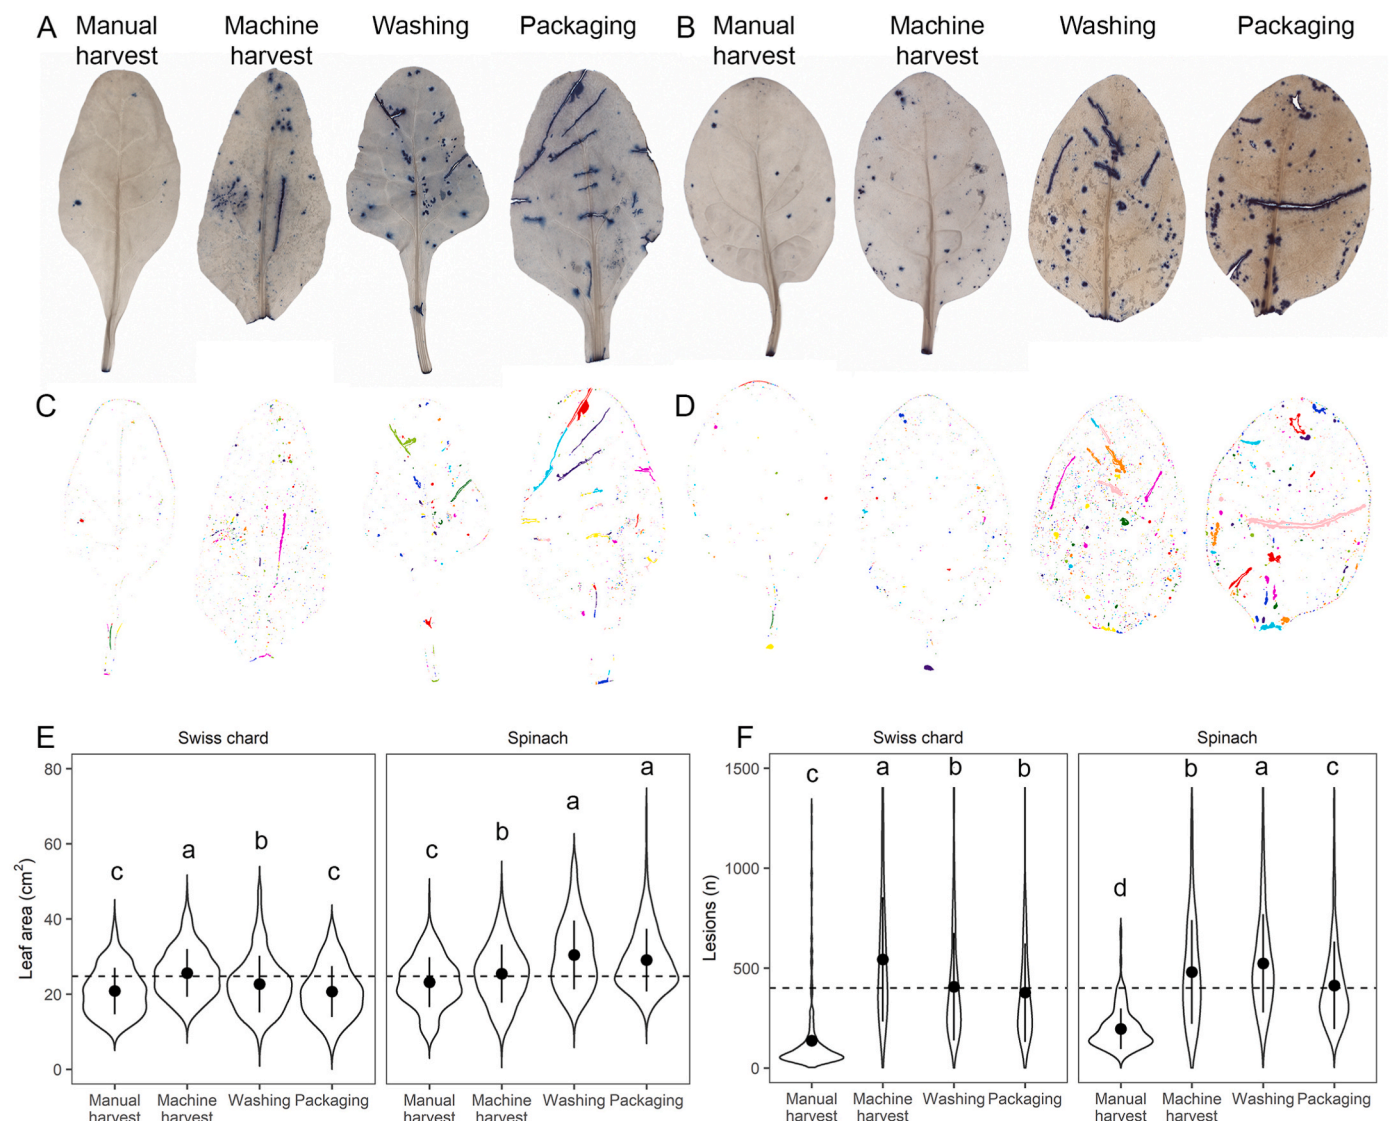 A Manual harvest Machine harvest Washing Packaging B Manual harvest Machine harvest Washing Packaging
C D
E Swiss chard Spinach
Leaf area (cm²)
80
60
40
20
0
c a b c
c b a a
Manual harvest Machine harvest Washing Packaging
Manual harvest Machine harvest Washing Packaging
F Swiss chard Spinach
Lesions (n)
1500
1000
500
0
c a b b
d b a c
Manual harvest Machine harvest Washing Packaging
Manual harvest Machine harvest Washing Packaging